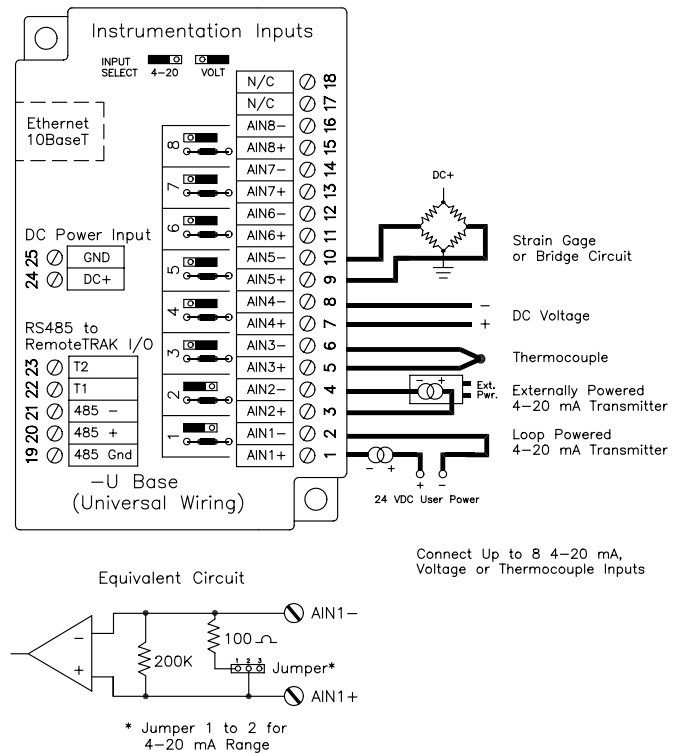 Instrumentation Inputs
INPUT
SELECT
4-20
VOLT
Ethernet
10BaseT
N/C 18
N/C 17
AIN8- 16
AIN8+ 15
AIN7- 14
AIN7+ 13
AIN6- 12
AIN6+ 11
AIN5- 10
AIN5+ 9
AIN4- 8
AIN4+ 7
AIN3- 6
AIN3+ 5
AIN2- 4
AIN2+ 3
AIN1- 2
AIN1+ 1
8
7
6
5
4
3
2
1
DC Power Input
25 GND
24 DC+
RS485 to
RemoteTRAK I/O
23 T2
22 T1
21 485 -
20 485 +
19 485 Gnd
-U Base
(Universal Wiring)
DC+
Strain Gage
or Bridge Circuit
-
+
DC Voltage
Thermocouple
- +
Ext.
Pwr.
Externally Powered
4-20 mA Transmitter
Loop Powered
4-20 mA Transmitter
- +
+ -
24 VDC User Power
Connect Up to 8 4-20 mA,
Voltage or Thermocouple Inputs
Equivalent Circuit
AIN1-
-
+
200K
100 Ω
1 2 3
Jumper*
AIN1+
* Jumper 1 to 2 for
4-20 mA Range